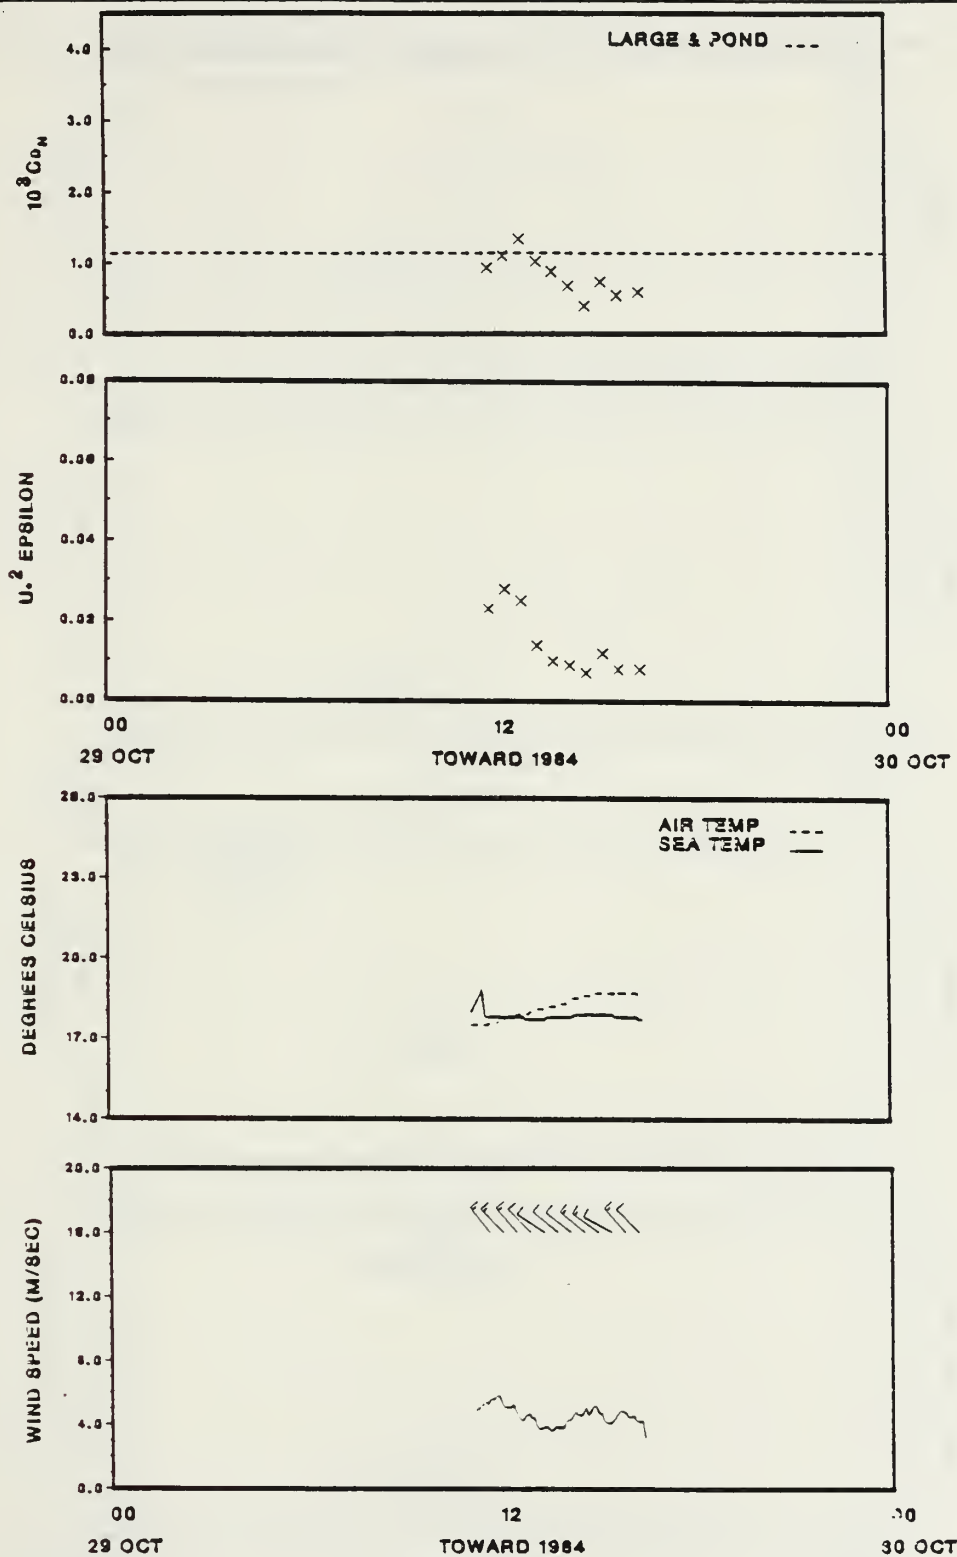 LARGE & POND
4.0
3.0
2.0
1.0
0.0
10³CDN
0.08
0.06
0.04
0.02
0.00
U*² EPSILON
00 12 00
29 OCT TOWARD 1984 30 OCT
AIR TEMP
SEA TEMP
26.0
23.0
20.0
17.0
14.0
DEGREES CELSIUS
20.0
16.0
12.0
8.0
4.0
0.0
WIND SPEED (M/SEC)
00 12 00
29 OCT TOWARD 1984 30 OCT